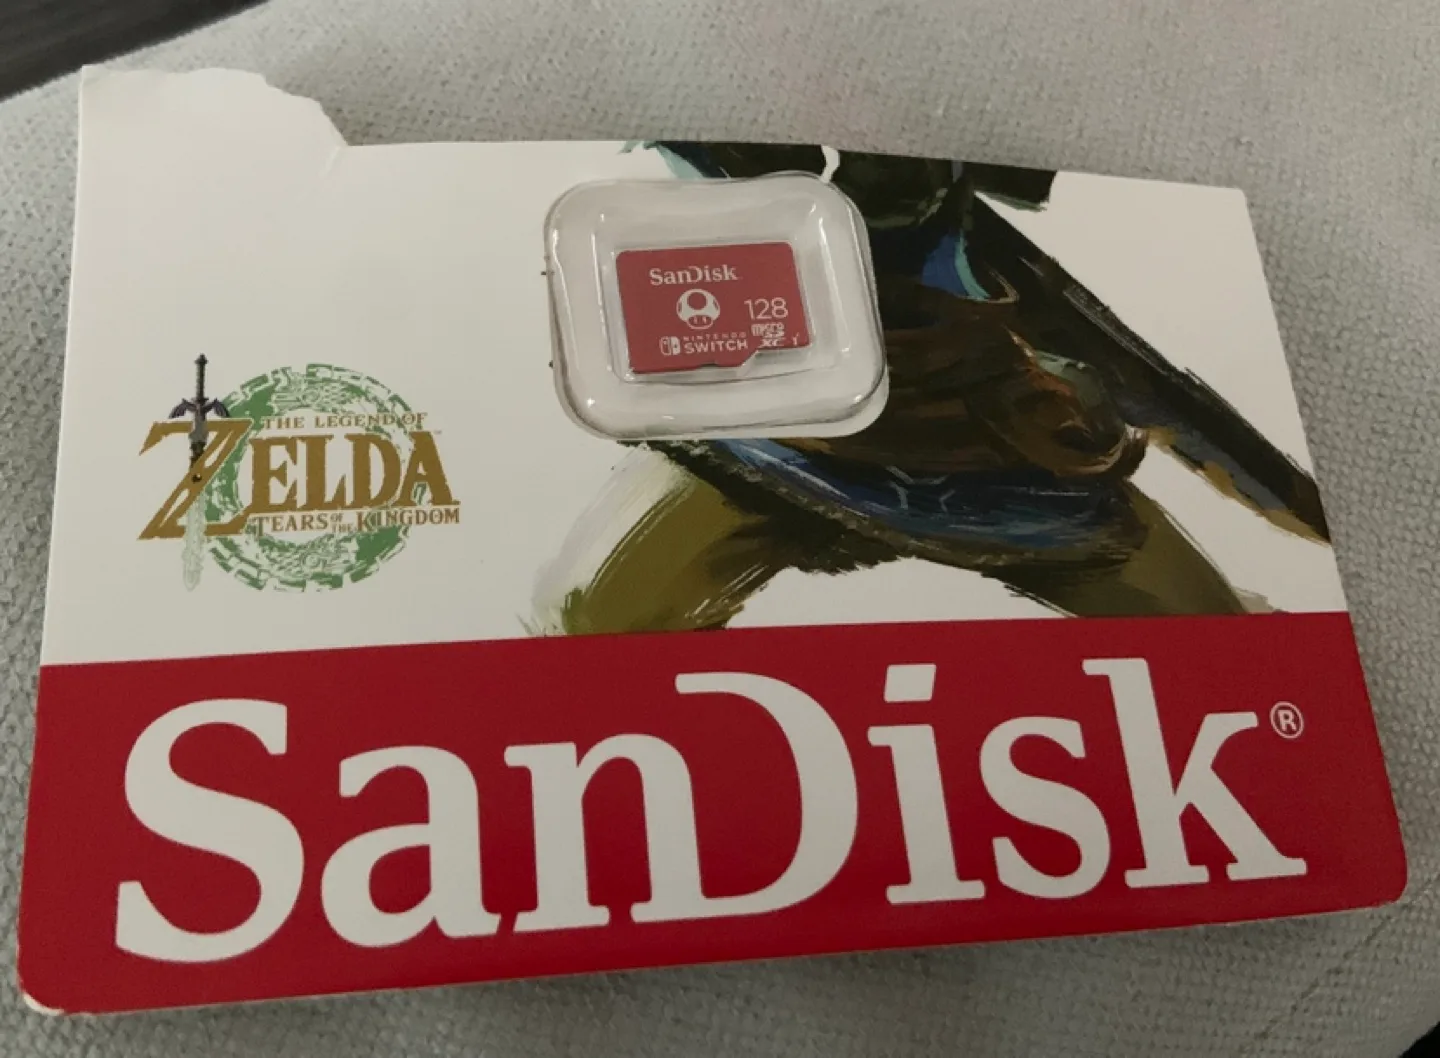 SanDisk
128
micro
SD
XC I
NINTENDO
SWITCH
THE LEGEND OF
ZELDA
TEARS OF THE KINGDOM
SanDisk®